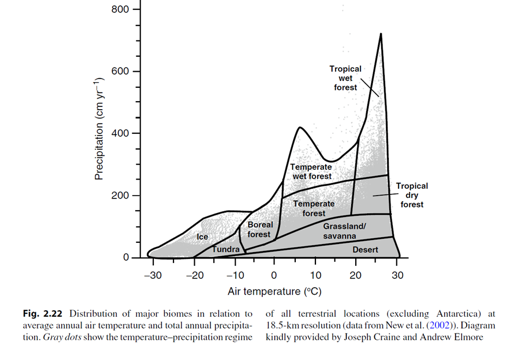 800
600
400
200
0
Precipitation (cm yr⁻¹)
Tropical
wet
forest
Temperate
wet forest
Tropical
dry
forest
Temperate
forest
Boreal
forest
Grassland/
savanna
Ice
Tundra
Desert
−30 −20 −10 0 10 20 30
Air temperature (°C)
Fig. 2.22 Distribution of major biomes in relation to
average annual air temperature and total annual precipita-
tion. Gray dots show the temperature–precipitation regime
of all terrestrial locations (excluding Antarctica) at
18.5-km resolution (data from New et al. (2002)). Diagram
kindly provided by Joseph Craine and Andrew Elmore